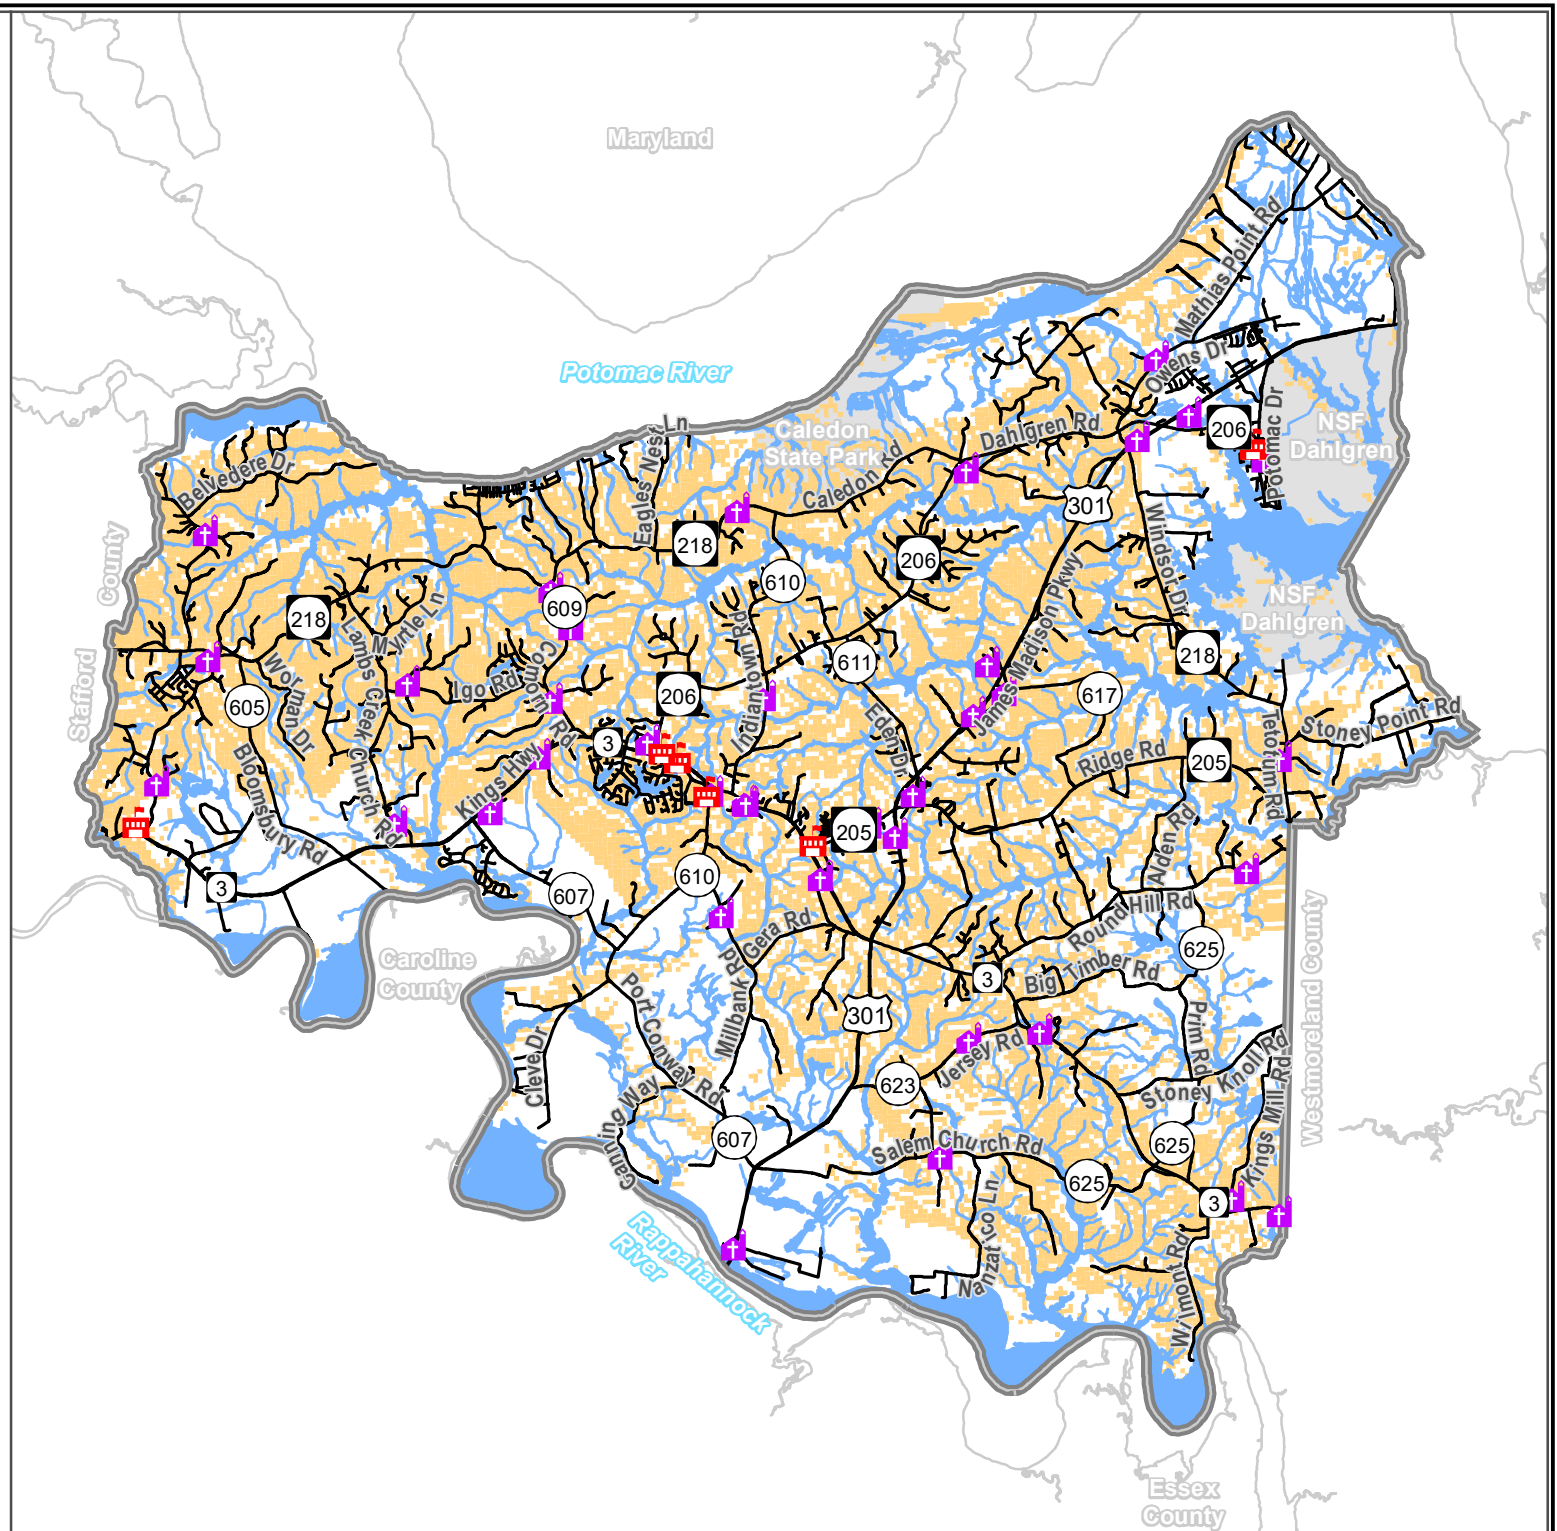 Maryland
Mathias Point Rd
Potomac River
Owens Dr
Potomac Dr
Eagles Nest Ln
Caledon
State Park
Dahlgren Rd
206
NSF
Dahlgren
Belvedere Dr
Caledon Rd
301
218
Windsor Dr
County
206
610
609
NSF
Dahlgren
218
Myrtle Ln
Lambs Creek Church Rd
Indiantown Rd
James Madison Pkwy
611
218
Stafford
Worman Dr
Igo Rd
Comorn Rd
206
617
605
Eden Dr
Tetotum Rd
Stoney Point Rd
3
Bloomsbury Rd
Kings Hwy
Ridge Rd
205
205
Alden Rd
3
607
610
Round Hill Rd
Gera Rd
625
Caroline
County
Millbank Rd
3
Big Timber Rd
Westmoreland County
Port Conway Rd
301
Prim Rd
Cleve Dr
Jersey Rd
Stoney Knoll Rd
623
Kings Mill Rd
Canning Way
607
Salem Church Rd
625
625
3
Nanzatico Ln
Rappahannock
River
Wilmont Rd
Essex
County